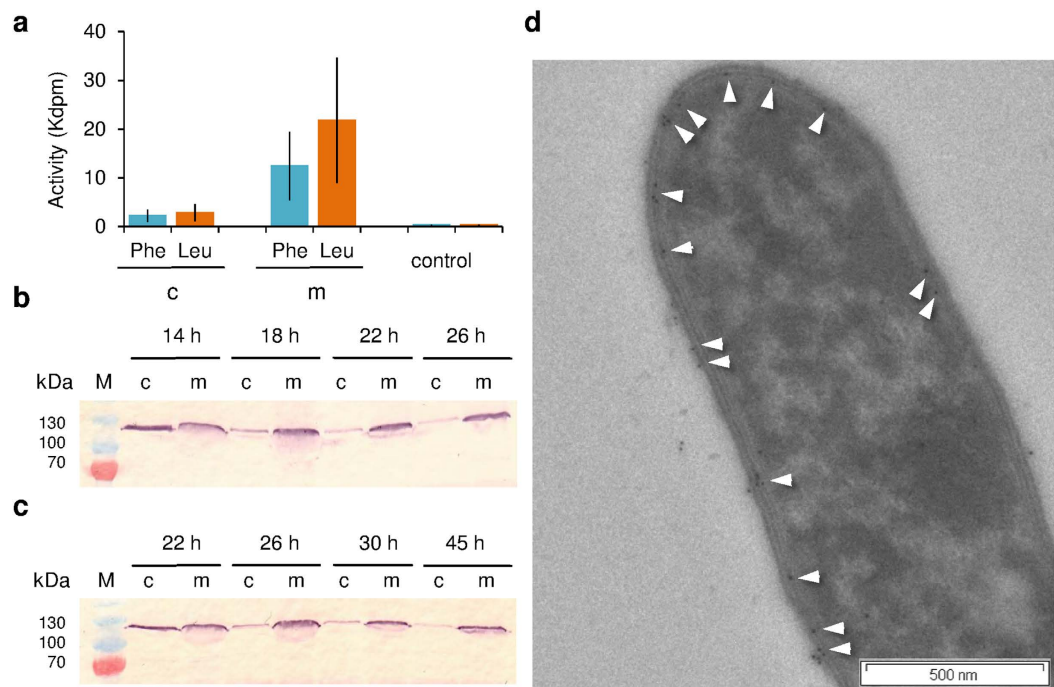 a
40
30
20
10
0
Activity (Kdpm)
Phe Leu Phe Leu control
c m
b
14 h 18 h 22 h 26 h
kDa M c m c m c m c m
130
100
70
c
22 h 26 h 30 h 45 h
kDa M c m c m c m c m
130
100
70
d
500 nm